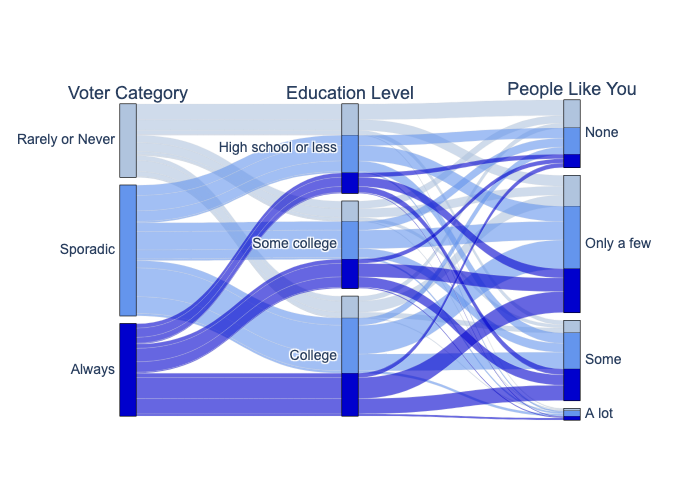 Voter Category
Education Level
People Like You
Rarely or Never
Sporadic
Always
High school or less
Some college
College
None
Only a few
Some
A lot